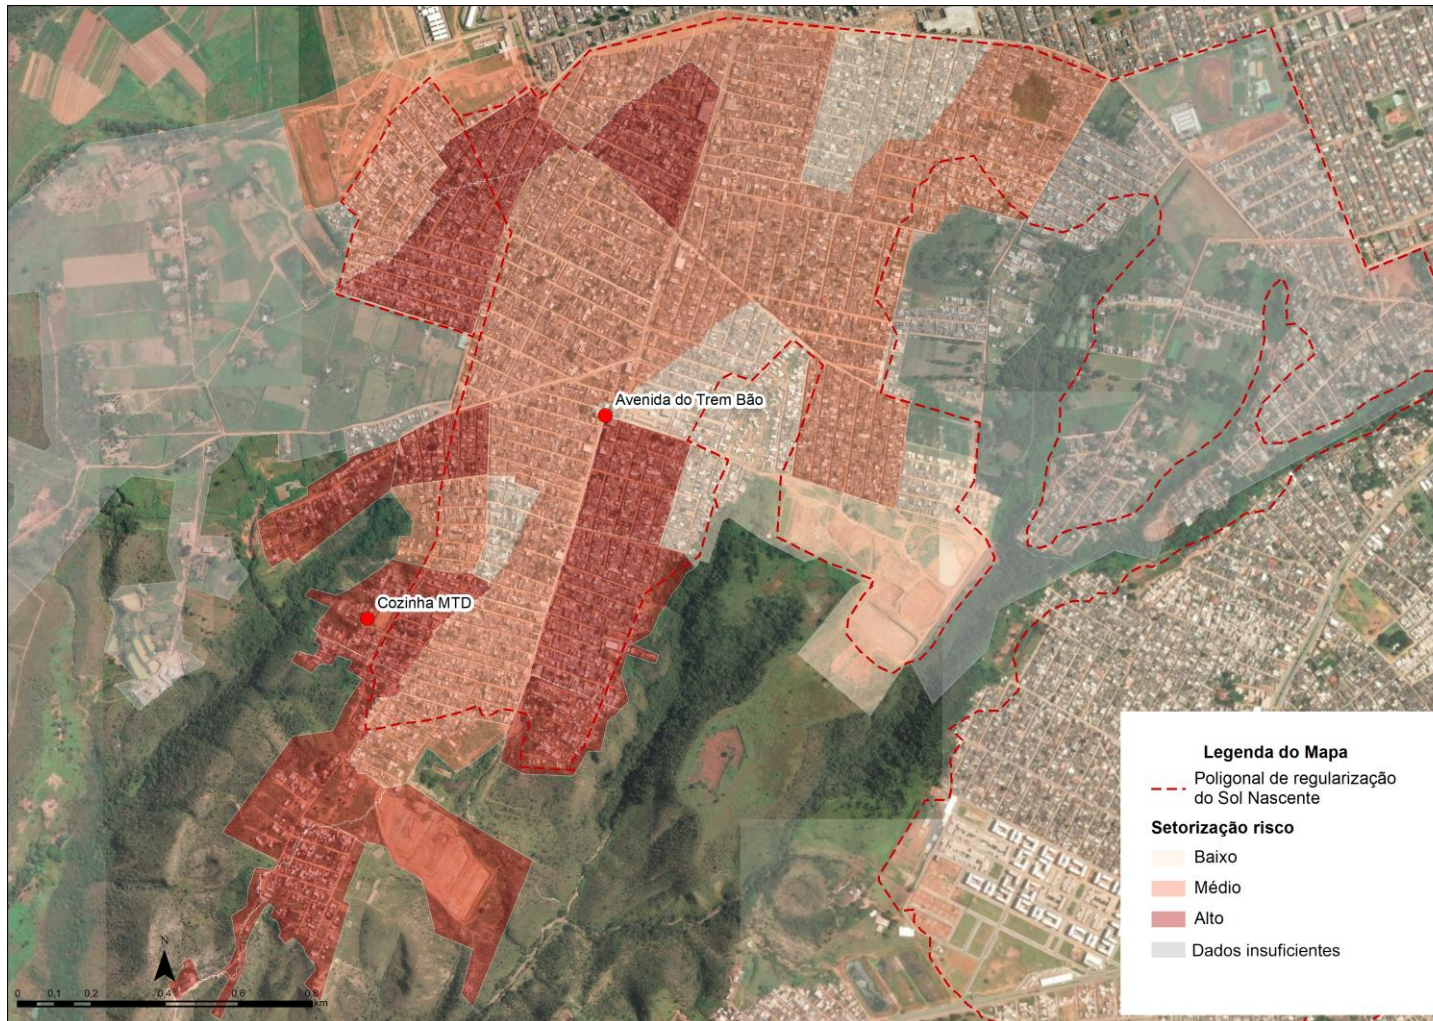 Avenida do Trem Bão
Cozinha MTD
Legenda do Mapa
Poligonal de regularização
do Sol Nascente
Setorização risco
Baixo
Médio
Alto
Dados insuficientes
N
0 0,1 0,2 0,4 0,6 0,8
km